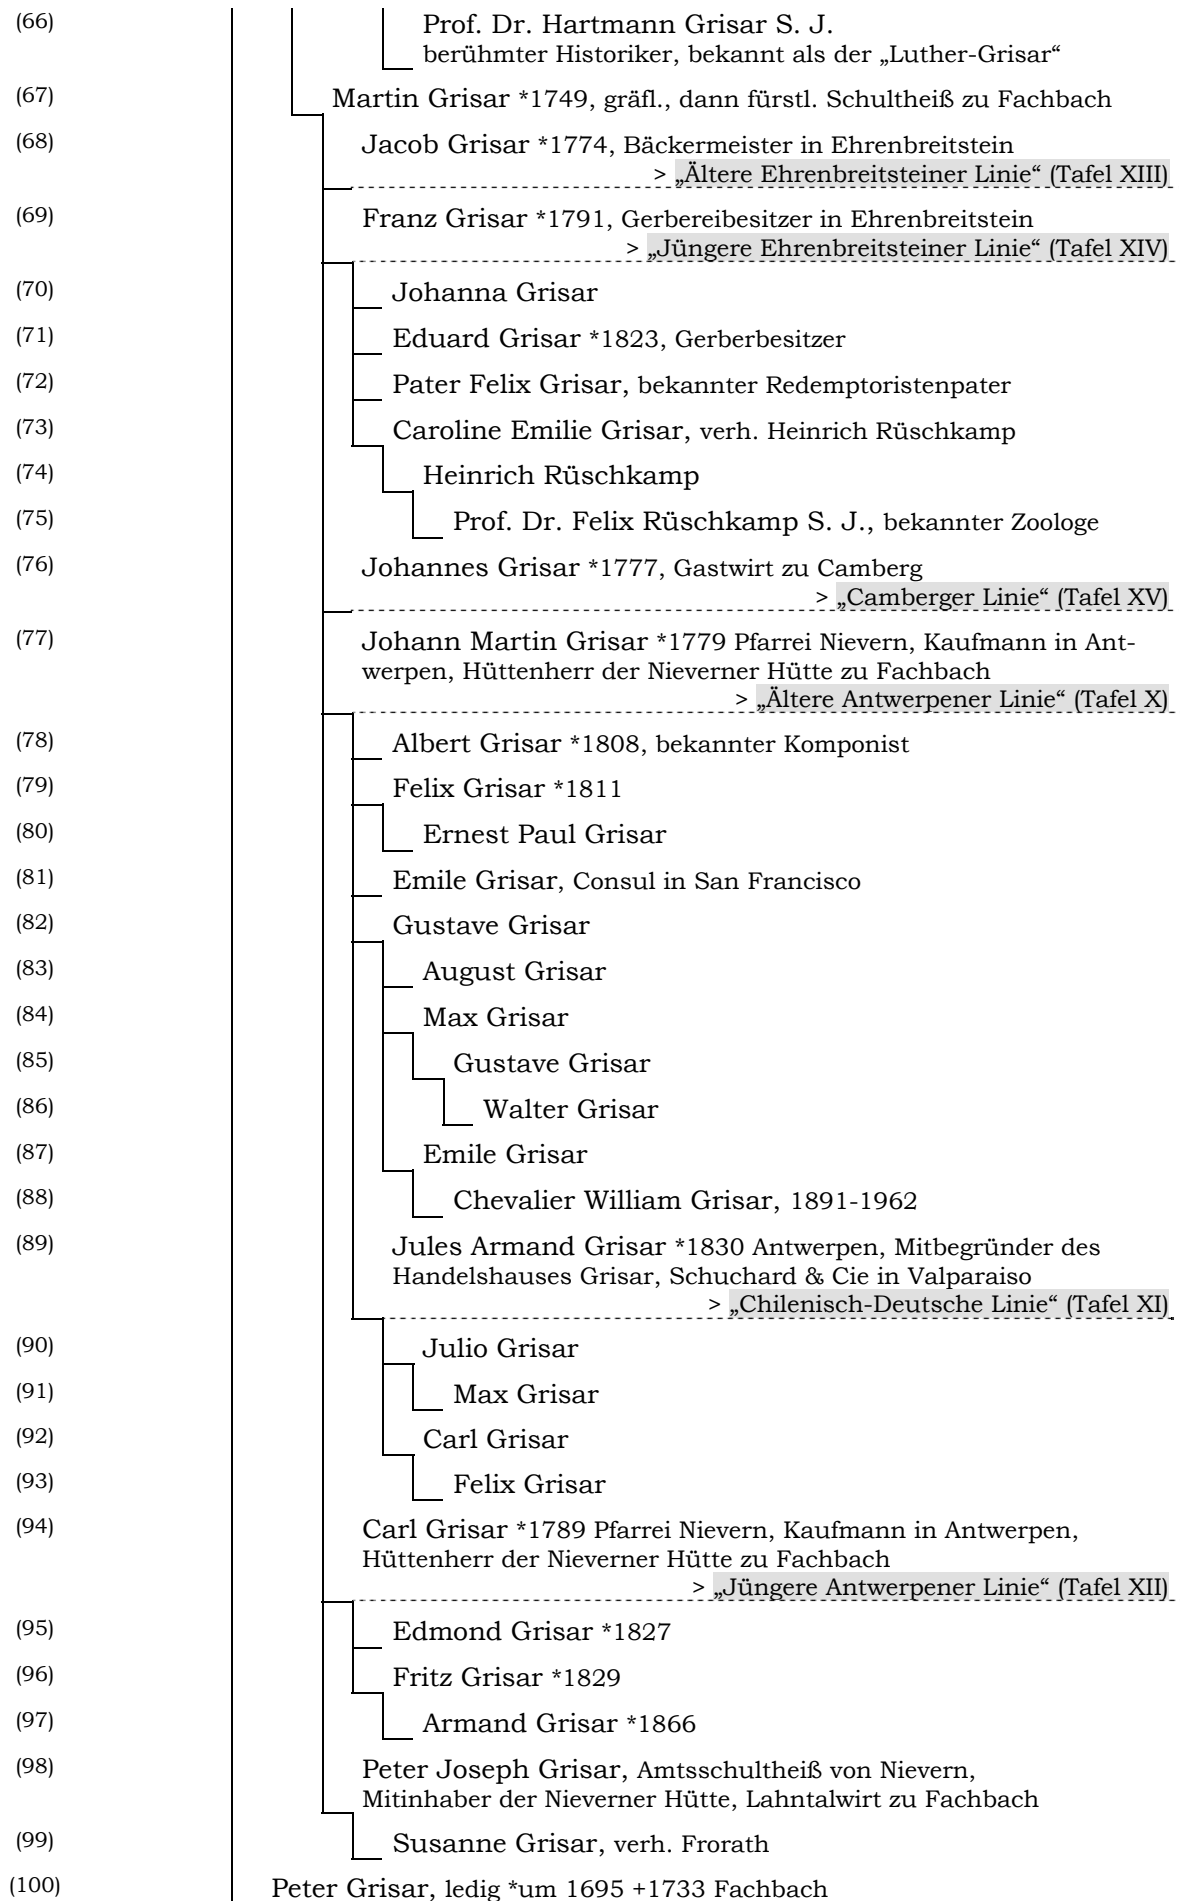 (66) Prof. Dr. Hartmann Grisar S. J.
berühmter Historiker, bekannt als der „Luther-Grisar“
(67) Martin Grisar *1749, gräfl., dann fürstl. Schultheiß zu Fachbach
(68) Jacob Grisar *1774, Bäckermeister in Ehrenbreitstein
> „Ältere Ehrenbreitsteiner Linie“ (Tafel XIII)
(69) Franz Grisar *1791, Gerbereibesitzer in Ehrenbreitstein
> „Jüngere Ehrenbreitsteiner Linie“ (Tafel XIV)
(70) Johanna Grisar
(71) Eduard Grisar *1823, Gerberbesitzer
(72) Pater Felix Grisar, bekannter Redemptoristenpater
(73) Caroline Emilie Grisar, verh. Heinrich Rüschkamp
(74) Heinrich Rüschkamp
(75) Prof. Dr. Felix Rüschkamp S. J., bekannter Zoologe
(76) Johannes Grisar *1777, Gastwirt zu Camberg
> „Camberger Linie“ (Tafel XV)
(77) Johann Martin Grisar *1779 Pfarrei Nievern, Kaufmann in Ant-
werpen, Hüttenherr der Nieverner Hütte zu Fachbach
> „Ältere Antwerpener Linie“ (Tafel X)
(78) Albert Grisar *1808, bekannter Komponist
(79) Felix Grisar *1811
(80) Ernest Paul Grisar
(81) Emile Grisar, Consul in San Francisco
(82) Gustave Grisar
(83) August Grisar
(84) Max Grisar
(85) Gustave Grisar
(86) Walter Grisar
(87) Emile Grisar
(88) Chevalier William Grisar, 1891-1962
(89) Jules Armand Grisar *1830 Antwerpen, Mitbegründer des
Handelshauses Grisar, Schuchard & Cie in Valparaiso
> „Chilenisch-Deutsche Linie“ (Tafel XI)
(90) Julio Grisar
(91) Max Grisar
(92) Carl Grisar
(93) Felix Grisar
(94) Carl Grisar *1789 Pfarrei Nievern, Kaufmann in Antwerpen,
Hüttenherr der Nieverner Hütte zu Fachbach
> „Jüngere Antwerpener Linie“ (Tafel XII)
(95) Edmond Grisar *1827
(96) Fritz Grisar *1829
(97) Armand Grisar *1866
(98) Peter Joseph Grisar, Amtsschultheiß von Nievern,
Mitinhaber der Nieverner Hütte, Lahntalwirt zu Fachbach
(99) Susanne Grisar, verh. Frorath
(100) Peter Grisar, ledig *um 1695 +1733 Fachbach